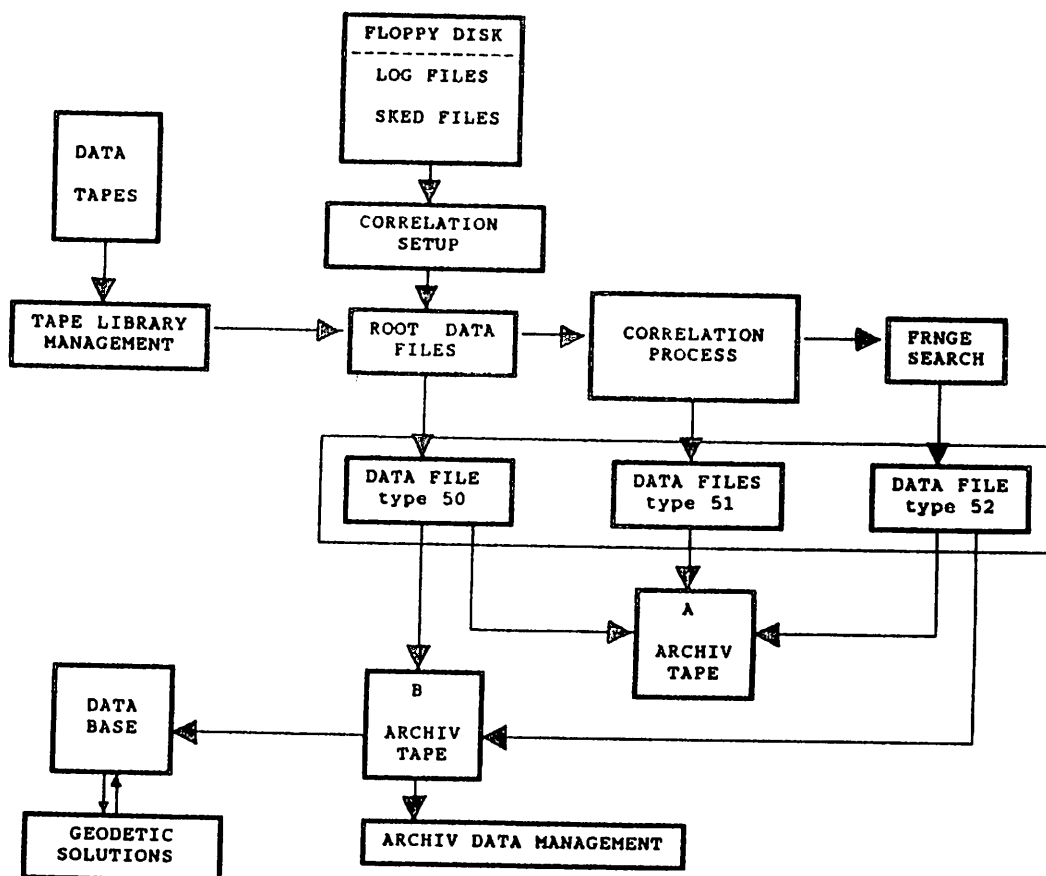 FLOPPY DISK
LOG FILES
SKED FILES
DATA
TAPES
CORRELATION
SETUP
TAPE LIBRARY
MANAGEMENT
ROOT DATA
FILES
CORRELATION
PROCESS
FRNGE
SEARCH
DATA FILE
type 50
DATA FILES
type 51
DATA FILE
type 52
A
ARCHIV
TAPE
B
ARCHIV
TAPE
DATA
BASE
GEODETIC
SOLUTIONS
ARCHIV DATA MANAGEMENT